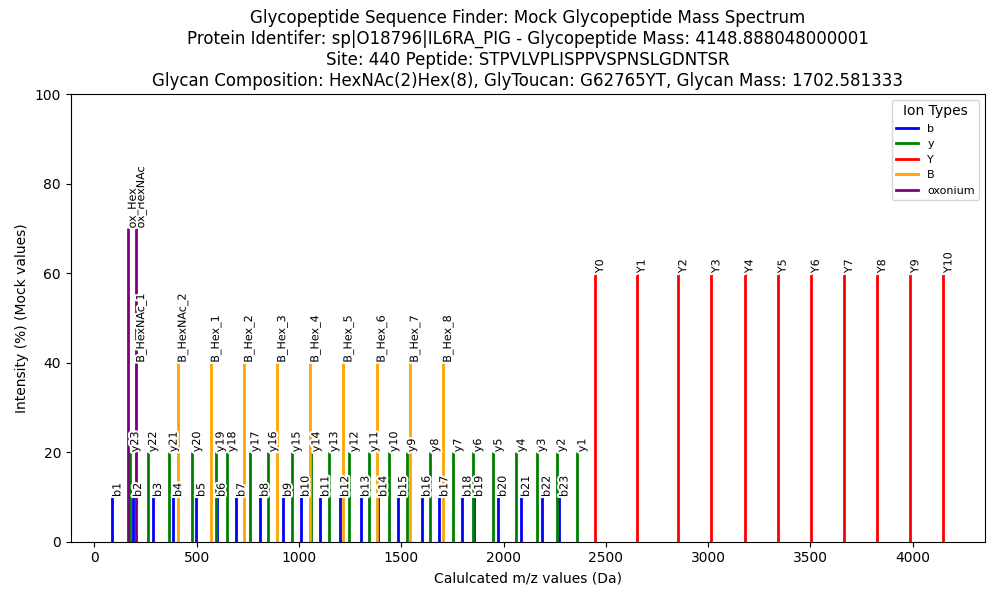 Glycopeptide Sequence Finder: Mock Glycopeptide Mass Spectrum
Protein Identifer: sp|O18796|IL6RA_PIG - Glycopeptide Mass: 4148.888048000001
Site: 440 Peptide: STPVLVPLISPPVSPNSLGDNTSR
Glycan Composition: HexNAc(2)Hex(8), GlyToucan: G62765YT, Glycan Mass: 1702.581333
Intensity (%) (Mock values)
100
80
60
40
20
0
Ion Types
b
y
Y
B
oxonium
ox_Hex
ox_HexNAc
Y0
Y1
Y2
Y3
Y4
Y5
Y6
Y7
Y8
Y9
Y10
B_HexNAc_1
B_HexNAc_2
B_Hex_1
B_Hex_2
B_Hex_3
B_Hex_4
B_Hex_5
B_Hex_6
B_Hex_7
B_Hex_8
y23
y22
y21
y20
y19
y18
y17
y16
y15
y14
y13
y12
y11
y10
y9
y8
y7
y6
y5
y4
y3
y2
y1
b1
b2
b3
b4
b5
b6
b7
b8
b9
b10
b11
b12
b13
b14
b15
b16
b17
b18
b19
b20
b21
b22
b23
0
500
1000
1500
2000
2500
3000
3500
4000
Calulcated m/z values (Da)